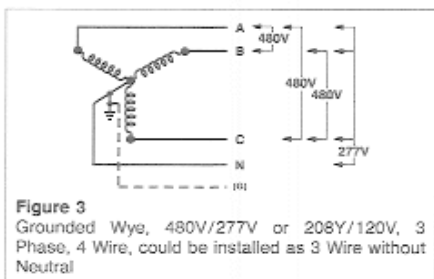 A
480V
B
480V
480V
C
N
277V
(G)
Figure 3
Grounded Wye, 480V/277V or 208Y/120V, 3
Phase, 4 Wire, could be installed as 3 Wire without
Neutral